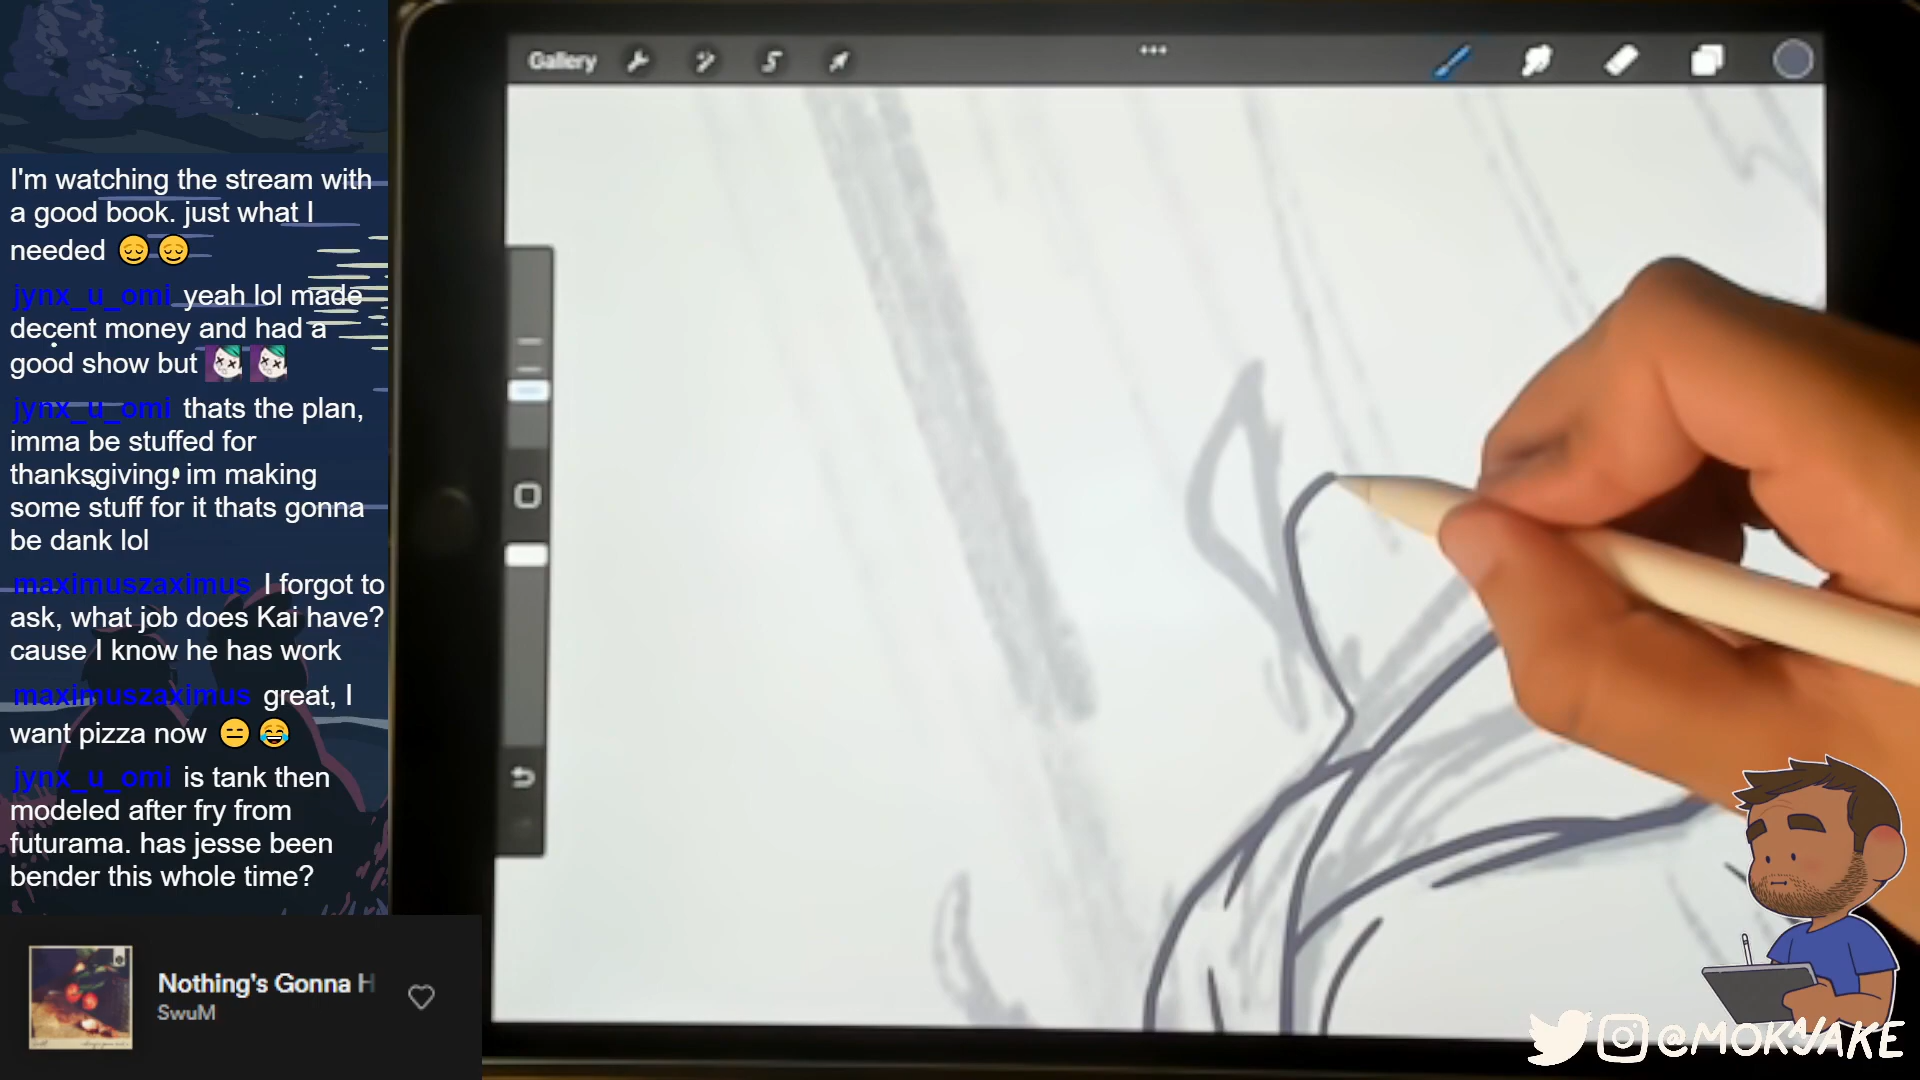 I'm watching the stream with
a good book. just what I
needed
jynx_u_omi yeah lol made
decent money and had a
good show but
jynx_u_omi thats the plan,
imma be stuffed for
thanksgiving! im making
some stuff for it thats gonna
be dank lol
maximuszaximus I forgot to
ask, what job does Kai have?
cause I know he has work
maximuszaximus great, I
want pizza now
jynx_u_omi is tank then
modeled after fry from
futurama. has jesse been
bender this whole time?
Nothing's Gonna H
SwuM
Gallery
@MOKAJAKE